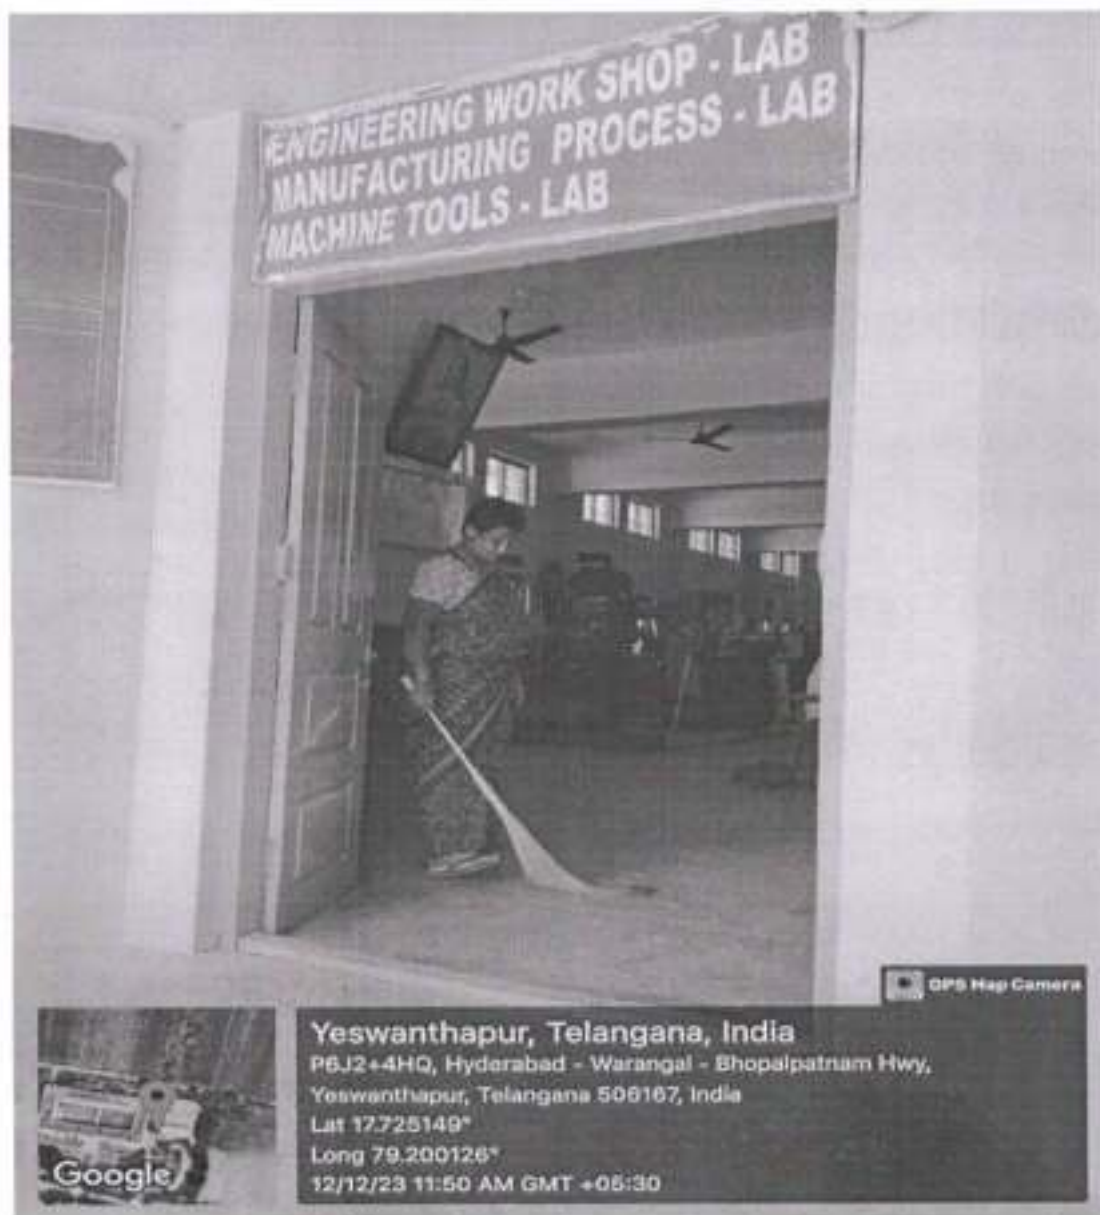 ENGINEERING WORK SHOP - LAB
MANUFACTURING PROCESS - LAB
MACHINE TOOLS - LAB
GPS Map Camera
Yeswanthapur, Telangana, India
P6J2+4HQ, Hyderabad - Warangal - Bhopalpatnam Hwy,
Yeswanthapur, Telangana 506167, India
Lat 17.725149°
Long 79.200126°
12/12/23 11:50 AM GMT +05:30
Google